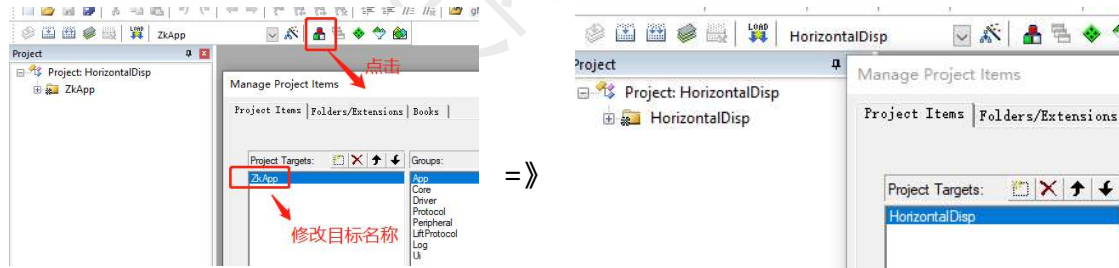 LOAD
ZkApp
Project
Project: HorizontalDisp
ZkApp
点击
Manage Project Items
Project Items
Folders/Extensions
Books
Project Targets:
Groups:
ZkApp
App
Core
Driver
Protocol
Peripheral
LiftProtocol
Log
Ui
修改目标名称
=》
LOAD
HorizontalDisp
Project
Project: HorizontalDisp
HorizontalDisp
Manage Project Items
Project Items
Folders/Extensions
Project Targets:
HorizontalDisp